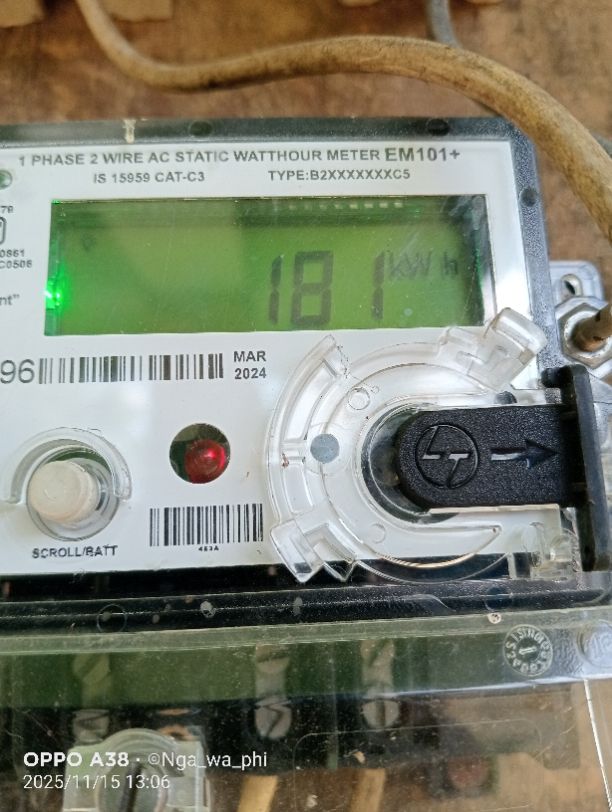 1 PHASE 2 WIRE AC STATIC WATTHOUR METER EM101+
IS 15959 CAT-C3 TYPE:B2XXXXXXXC5
181 kWh
96
MAR
2024
SCROLL/BATT
OPPO A38 · @Nga_wa_phi
2025/11/15 13:06